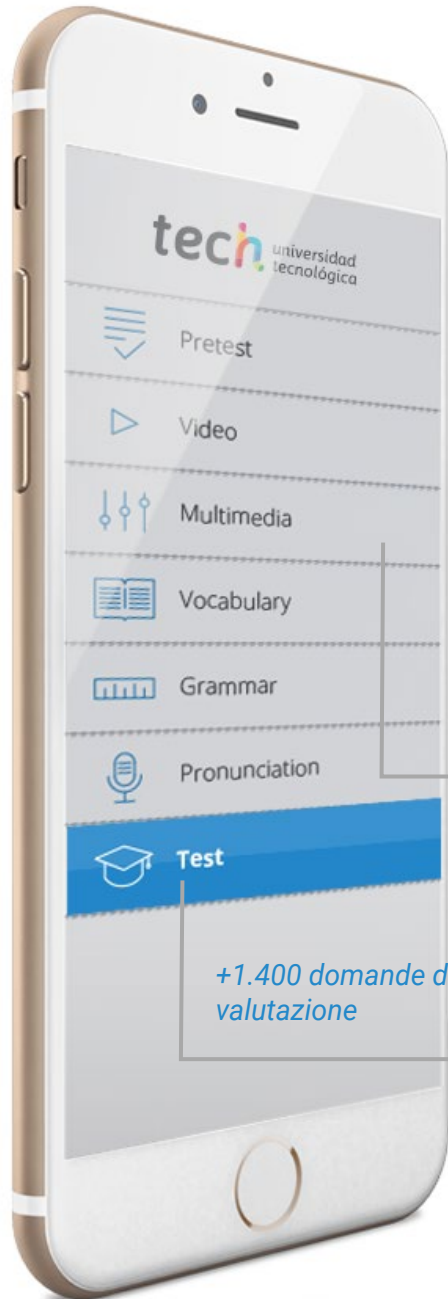 tech universidad
tecnológica
Pretest
Video
Multimedia
Vocabulary
Grammar
Pronunciation
Test
+1.400 domande d
valutazione